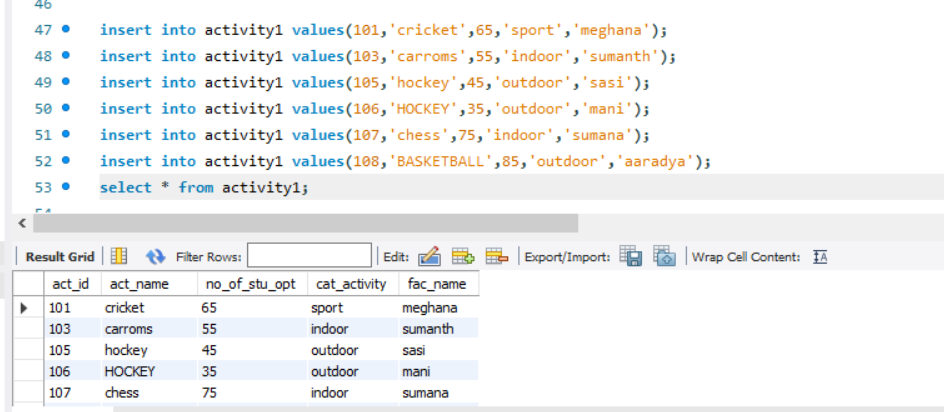 46
47 insert into activity1 values(101,'cricket',65,'sport','meghana');
48 insert into activity1 values(103,'carroms',55,'indoor','sumanth');
49 insert into activity1 values(105,'hockey',45,'outdoor','sasi');
50 insert into activity1 values(106,'HOCKEY',35,'outdoor','mani');
51 insert into activity1 values(107,'chess',75,'indoor','sumana');
52 insert into activity1 values(108,'BASKETBALL',85,'outdoor','aaradya');
53 select * from activity1;
54
Result Grid Filter Rows: Edit: Export/Import: Wrap Cell Content: IA
act_id act_name no_of_stu_opt cat_activity fac_name
101 cricket 65 sport meghana
103 carroms 55 indoor sumanth
105 hockey 45 outdoor sasi
106 HOCKEY 35 outdoor mani
107 chess 75 indoor sumana